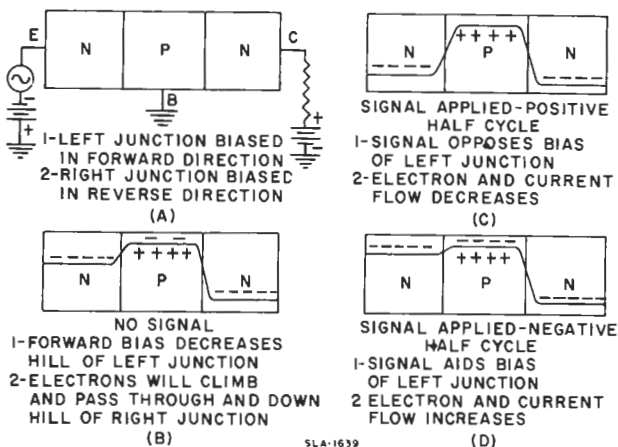 E
N
P
N
C
B
1-LEFT JUNCTION BIASED
IN FORWARD DIRECTION
2-RIGHT JUNCTION BIASED
IN REVERSE DIRECTION
(A)
N
P
N
+ + + +
SIGNAL APPLIED-POSITIVE
HALF CYCLE
1-SIGNAL OPPOSES BIAS
OF LEFT JUNCTION
2-ELECTRON AND CURRENT
FLOW DECREASES
(C)
N
P
N
+ + + +
NO SIGNAL
1-FORWARD BIAS DECREASES
HILL OF LEFT JUNCTION
2-ELECTRONS WILL CLIMB
AND PASS THROUGH AND DOWN
HILL OF RIGHT JUNCTION
(B)
N
P
N
+ + + +
SIGNAL APPLIED-NEGATIVE
HALF CYCLE
1-SIGNAL AIDS BIAS
OF LEFT JUNCTION
2 ELECTRON AND CURRENT
FLOW INCREASES
(D)
SLA-1639